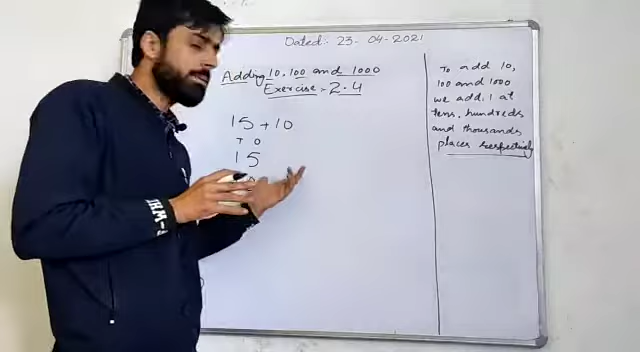 Dated: 23-04-2021
Adding 10, 100 and 1000
Exercise :- 2.4
15 + 10
T O
1 5
To add 10,
100 and 1000
we add 1 at
tens, hundreds
and thousands
places respectively